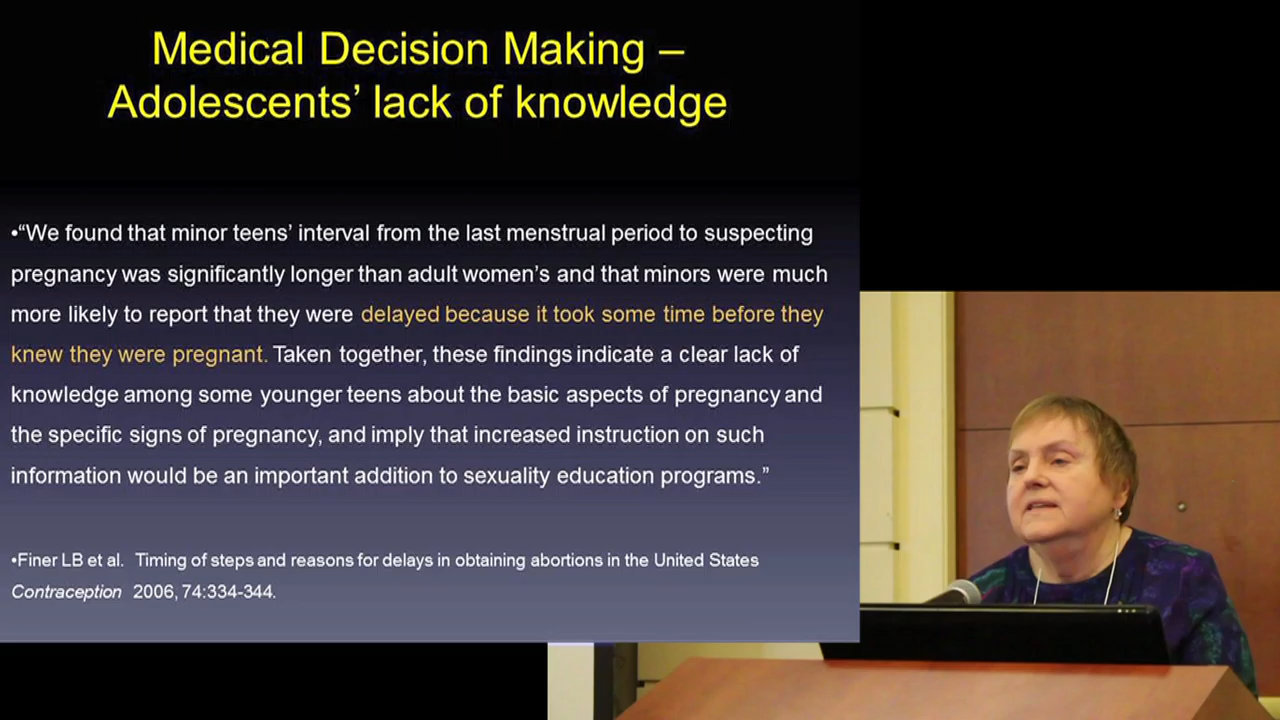 Medical Decision Making –
Adolescents' lack of knowledge
•“We found that minor teens’ interval from the last menstrual period to suspecting
pregnancy was significantly longer than adult women’s and that minors were much
more likely to report that they were delayed because it took some time before they
knew they were pregnant. Taken together, these findings indicate a clear lack of
knowledge among some younger teens about the basic aspects of pregnancy and
the specific signs of pregnancy, and imply that increased instruction on such
information would be an important addition to sexuality education programs.”
•Finer LB et al.  Timing of steps and reasons for delays in obtaining abortions in the United States
Contraception  2006, 74:334-344.